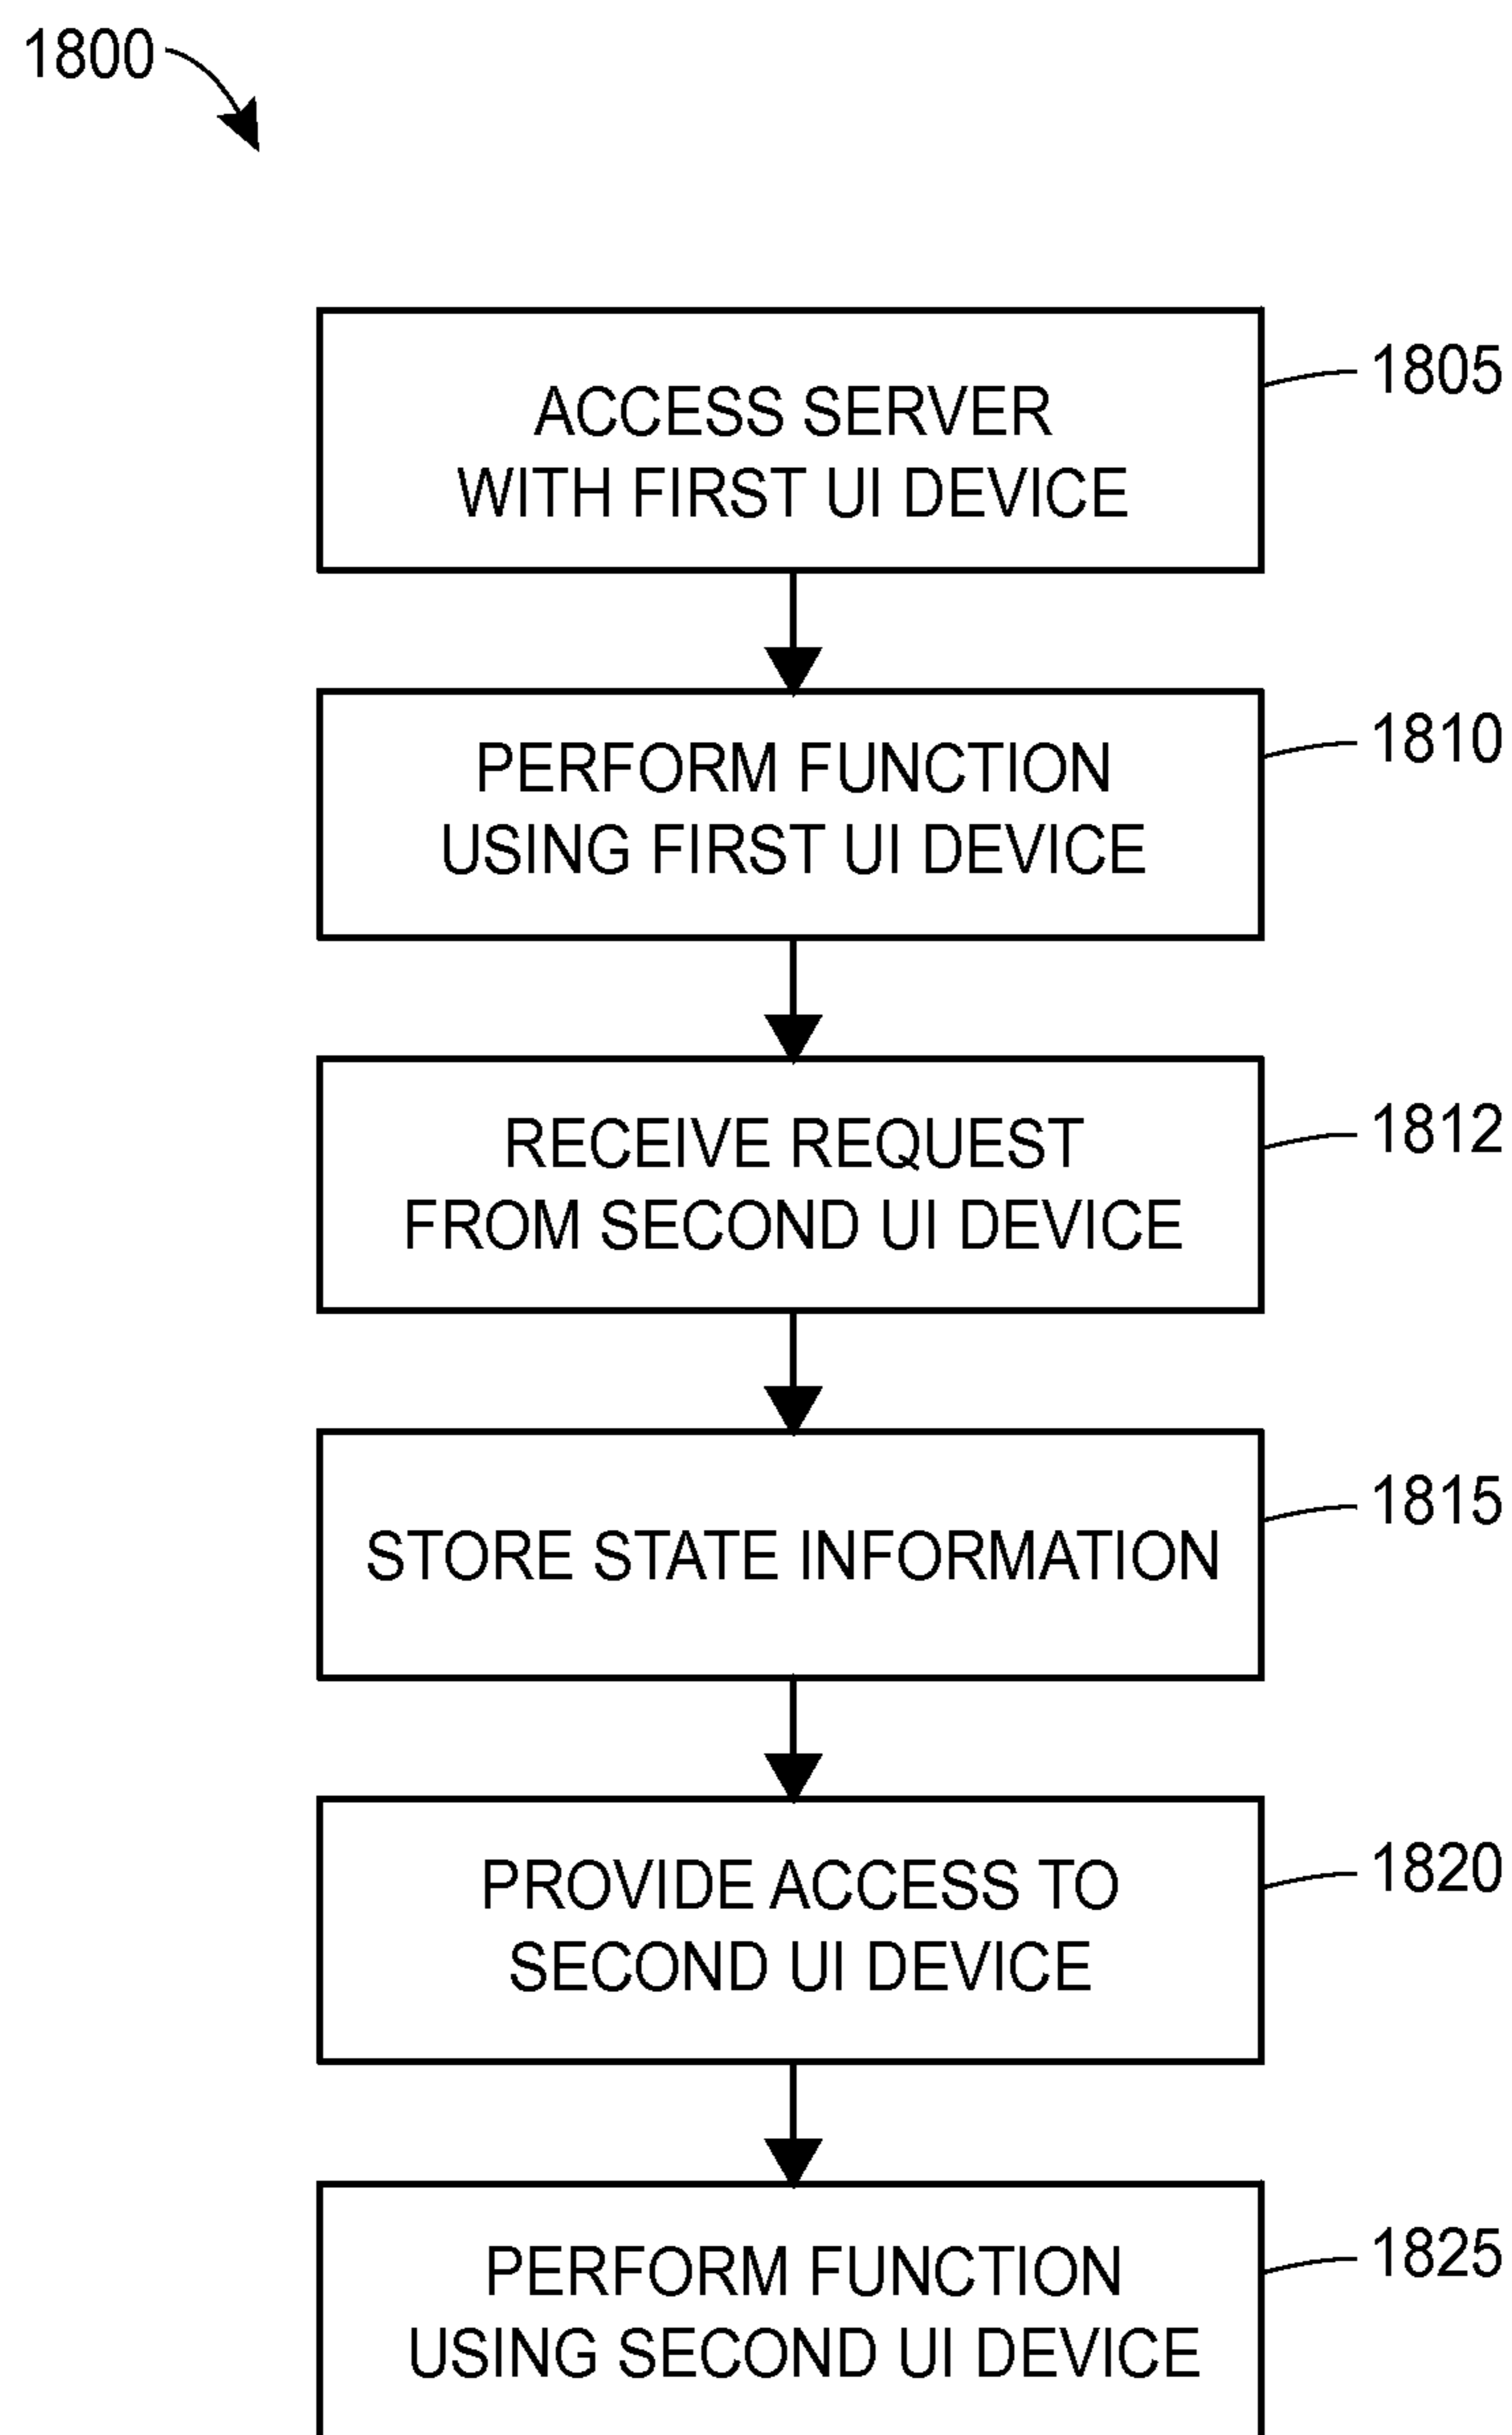 1800
ACCESS SERVER
WITH FIRST UI DEVICE
1805
PERFORM FUNCTION
USING FIRST UI DEVICE
1810
RECEIVE REQUEST
FROM SECOND UI DEVICE
1812
STORE STATE INFORMATION
1815
PROVIDE ACCESS TO
SECOND UI DEVICE
1820
PERFORM FUNCTION
USING SECOND UI DEVICE
1825